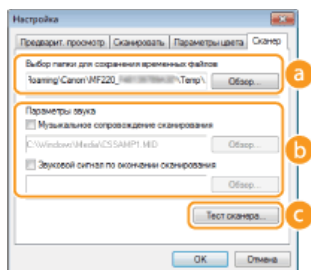 Настройка
Предварит. просмотр Сканировать Параметры цвета Сканер
Выбор папки для сохранения временных файлов
Roaming\Canon\MF220_ \Temp\ Обзор...
a
Параметры звука
Музыкальное сопровождение сканирования
C:\Windows\Media\CSSAMP1.MID Обзор...
b
Звуковой сигнал по окончании сканирования
Обзор...
Тест сканера...
c
OK Отмена